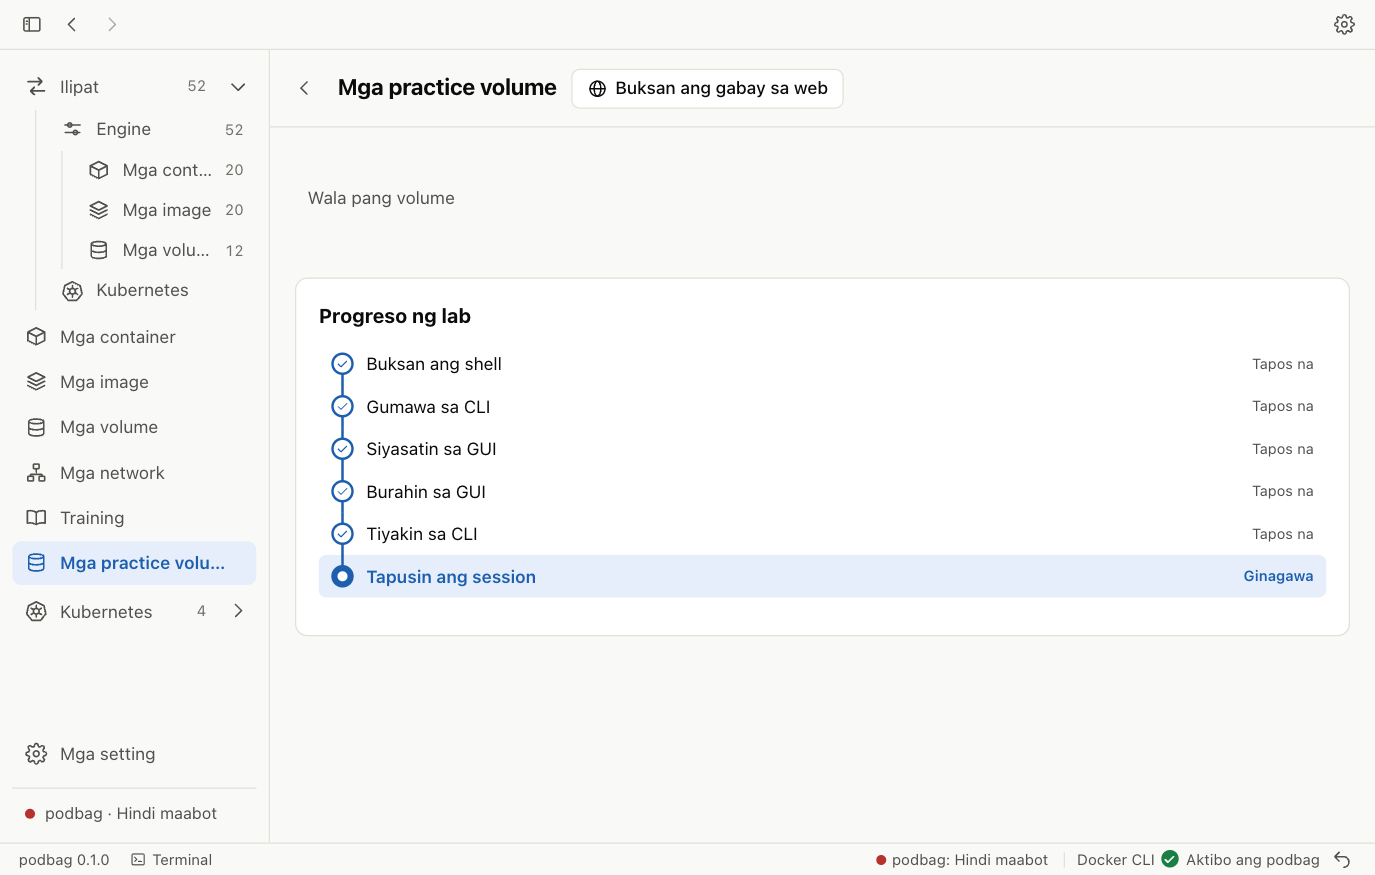 Ilipat 52
Engine 52
Mga cont... 20
Mga image 20
Mga volu... 12
Kubernetes
Mga container
Mga image
Mga volume
Mga network
Training
Mga practice volu...
Kubernetes 4
Mga setting
podbag · Hindi maabot
Mga practice volume
Buksan ang gabay sa web
Wala pang volume
Progreso ng lab
Buksan ang shell Tapos na
Gumawa sa CLI Tapos na
Siyasatin sa GUI Tapos na
Burahin sa GUI Tapos na
Tiyakin sa CLI Tapos na
Tapusin ang session Ginagawa
podbag 0.1.0 Terminal podbag: Hindi maabot Docker CLI Aktibo ang podbag